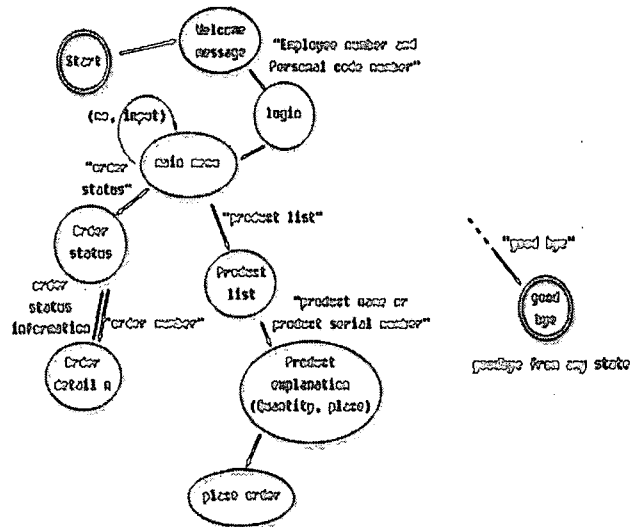 Start
Welcome
message
"Employee number and
Personal code number"
login
(no, input)
main menu
"order
status"
Order
status
"product list"
Product
list
order
status
information
"order number"
Order
detail n
"product name or
product serial number"
Product
explanation
(Quantity, place)
place order
"good bye"
good
bye
goodbye from any state